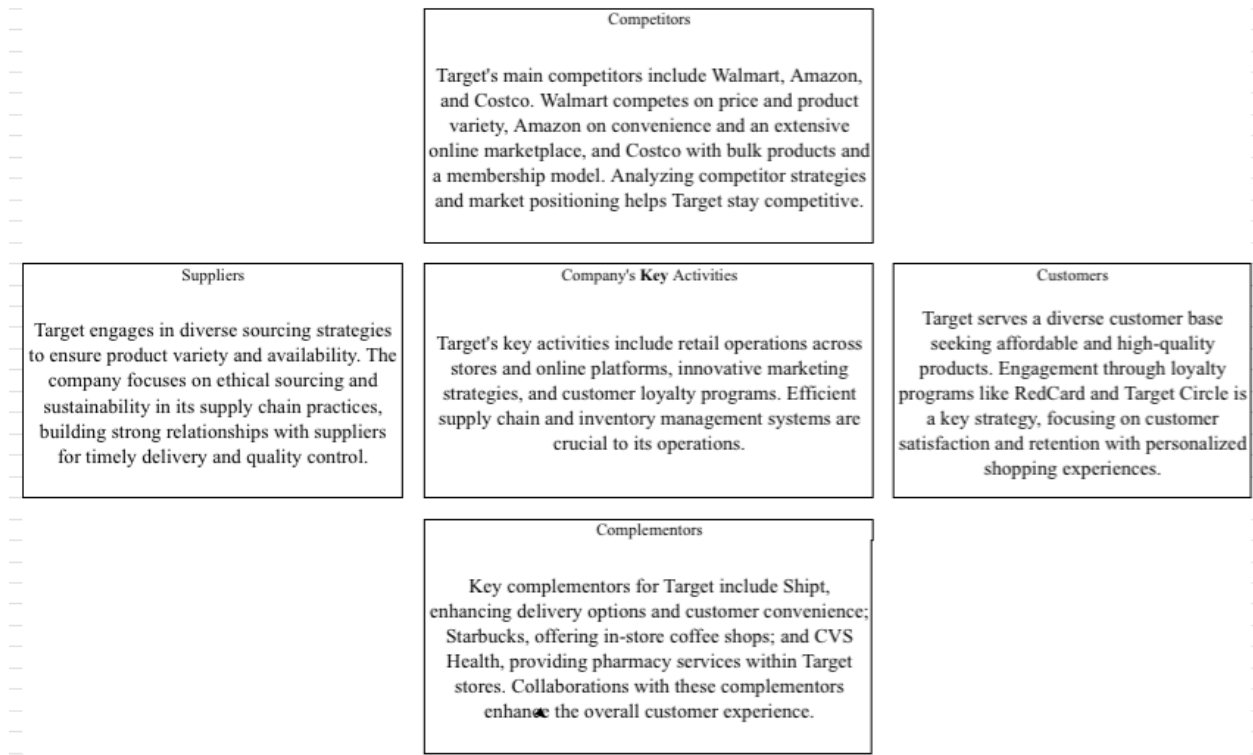 Competitors
Target's main competitors include Walmart, Amazon,
and Costco. Walmart competes on price and product
variety, Amazon on convenience and an extensive
online marketplace, and Costco with bulk products and
a membership model. Analyzing competitor strategies
and market positioning helps Target stay competitive.
Suppliers
Target engages in diverse sourcing strategies
to ensure product variety and availability. The
company focuses on ethical sourcing and
sustainability in its supply chain practices,
building strong relationships with suppliers
for timely delivery and quality control.
Company's Key Activities
Target's key activities include retail operations across
stores and online platforms, innovative marketing
strategies, and customer loyalty programs. Efficient
supply chain and inventory management systems are
crucial to its operations.
Customers
Target serves a diverse customer base
seeking affordable and high-quality
products. Engagement through loyalty
programs like RedCard and Target Circle is
a key strategy, focusing on customer
satisfaction and retention with personalized
shopping experiences.
Complementors
Key complementors for Target include Shipt,
enhancing delivery options and customer convenience;
Starbucks, offering in-store coffee shops; and CVS
Health, providing pharmacy services within Target
stores. Collaborations with these complementors
enhance the overall customer experience.